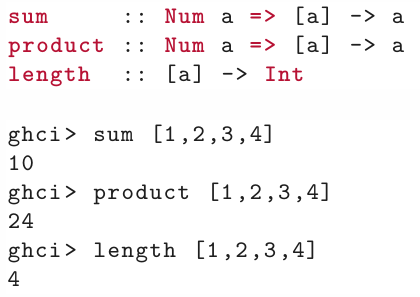 sum     :: Num a => [a] -> a
product :: Num a => [a] -> a
length  :: [a] -> Int
ghci> sum [1,2,3,4]
10
ghci> product [1,2,3,4]
24
ghci> length [1,2,3,4]
4